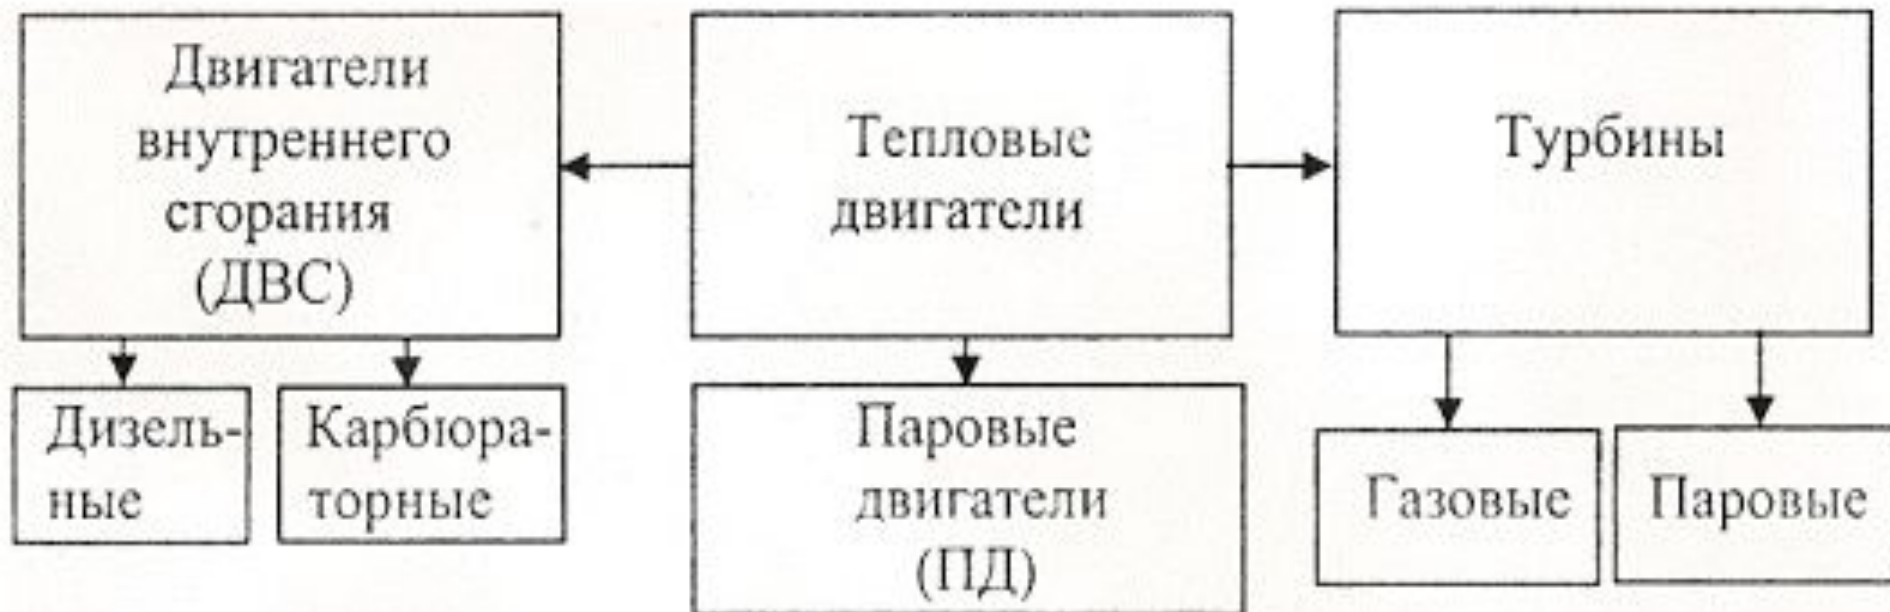 Двигатели
внутреннего
сгорания
(ДВС)
Тепловые
двигатели
Турбины
Дизель-
ные
Карбюра-
торные
Паровые
двигатели
(ПД)
Газовые
Паровые